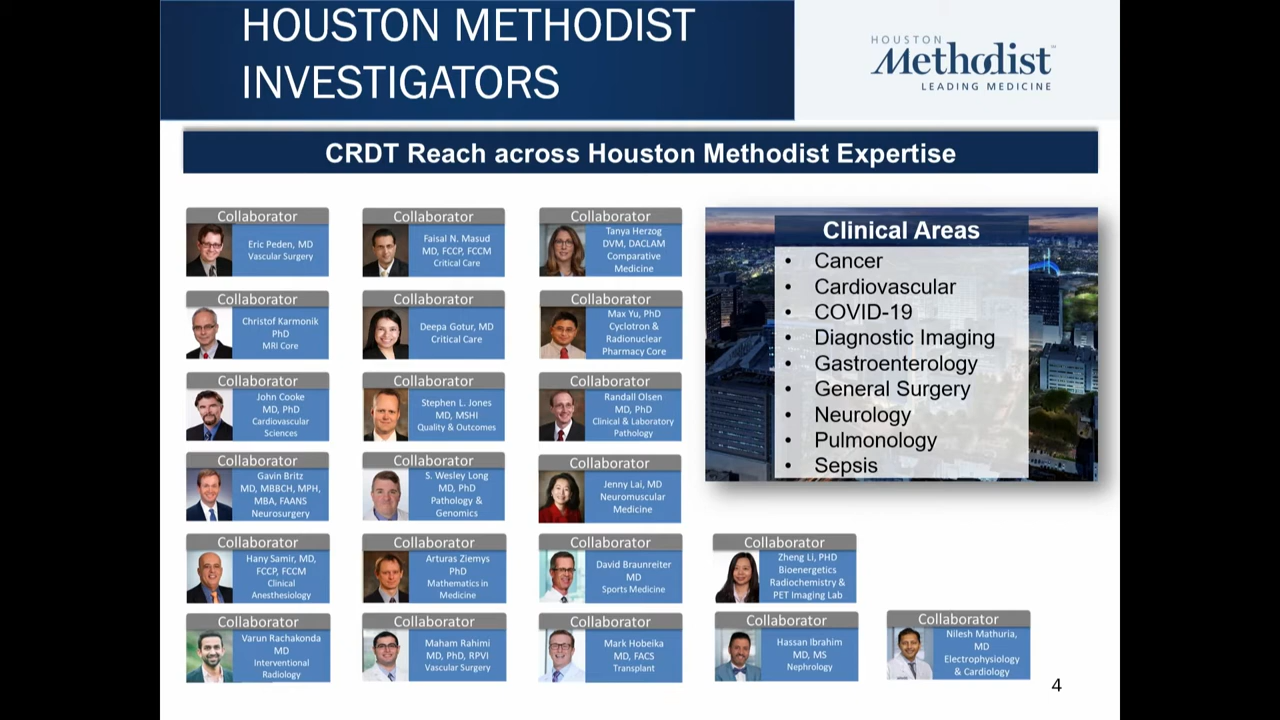 HOUSTON METHODIST
INVESTIGATORS
HOUSTON
Methodist
LEADING MEDICINE
CRDT Reach across Houston Methodist Expertise
Collaborator
Eric Peden, MD
Vascular Surgery
Collaborator
Faisal N. Masud
MD, FCCP, FCCM
Critical Care
Collaborator
Tanya Herzog
DVM, DACLAM
Comparative
Medicine
Collaborator
Christof Karmonik
PhD
MRI Core
Collaborator
Deepa Gotur, MD
Critical Care
Collaborator
Max Yu, PhD
Cyclotron &
Radionuclear
Pharmacy Core
Collaborator
John Cooke
MD, PhD
Cardiovascular
Sciences
Collaborator
Stephen L. Jones
MD, MSHI
Quality & Outcomes
Collaborator
Randall Olsen
MD, PhD
Clinical & Laboratory
Pathology
Collaborator
Gavin Britz
MD, MBBCH, MPH,
MBA, FAANS
Neurosurgery
Collaborator
S. Wesley Long
MD, PhD
Pathology &
Genomics
Collaborator
Jenny Lai, MD
Neuromuscular
Medicine
Collaborator
Hany Samir, MD,
FCCP, FCCM
Clinical
Anesthesiology
Collaborator
Arturas Ziemys
PhD
Mathematics in
Medicine
Collaborator
David Braunreiter
MD
Sports Medicine
Collaborator
Zheng Li, PHD
Bioenergetics
Radiochemistry &
PET Imaging Lab
Collaborator
Varun Rachakonda
MD
Interventional
Radiology
Collaborator
Maham Rahimi
MD, PhD, RPVI
Vascular Surgery
Collaborator
Mark Hobeika
MD, FACS
Transplant
Collaborator
Hassan Ibrahim
MD, MS
Nephrology
Collaborator
Nilesh Mathuria,
MD
Electrophysiology
& Cardiology
Clinical Areas
• Cancer
• Cardiovascular
• COVID-19
• Diagnostic Imaging
• Gastroenterology
• General Surgery
• Neurology
• Pulmonology
• Sepsis
4